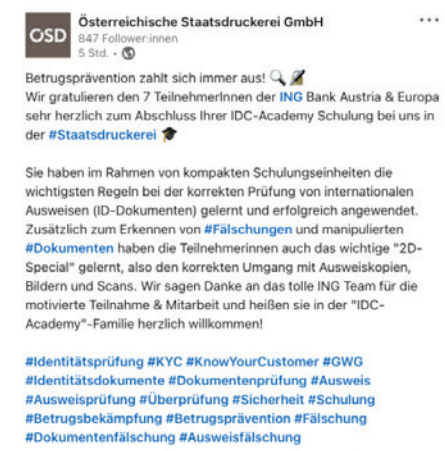 OSD
Österreichische Staatsdruckerei GmbH
847 Follower:innen
5 Std. •
Betrugsprävention zahlt sich immer aus!
Wir gratulieren den 7 TeilnehmerInnen der ING Bank Austria & Europa
sehr herzlich zum Abschluss Ihrer IDC-Academy Schulung bei uns in
der #Staatsdruckerei
Sie haben im Rahmen von kompakten Schulungseinheiten die
wichtigsten Regeln bei der korrekten Prüfung von internationalen
Ausweisen (ID-Dokumenten) gelernt und erfolgreich angewendet.
Zusätzlich zum Erkennen von #Fälschungen und manipulierten
#Dokumenten haben die Teilnehmerinnen auch das wichtige "2D-
Special" gelernt, also den korrekten Umgang mit Ausweiskopien,
Bildern und Scans. Wir sagen Danke an das tolle ING Team für die
motivierte Teilnahme & Mitarbeit und heißen sie in der "IDC-
Academy"-Familie herzlich willkommen!
#Identitätsprüfung #KYC #KnowYourCustomer #GWG
#Identitätsdokumente #Dokumentenprüfung #Ausweis
#Ausweisprüfung #Überprüfung #Sicherheit #Schulung
#Betrugsbekämpfung #Betrugsprävention #Fälschung
#Dokumentenfälschung #Ausweisfälschung